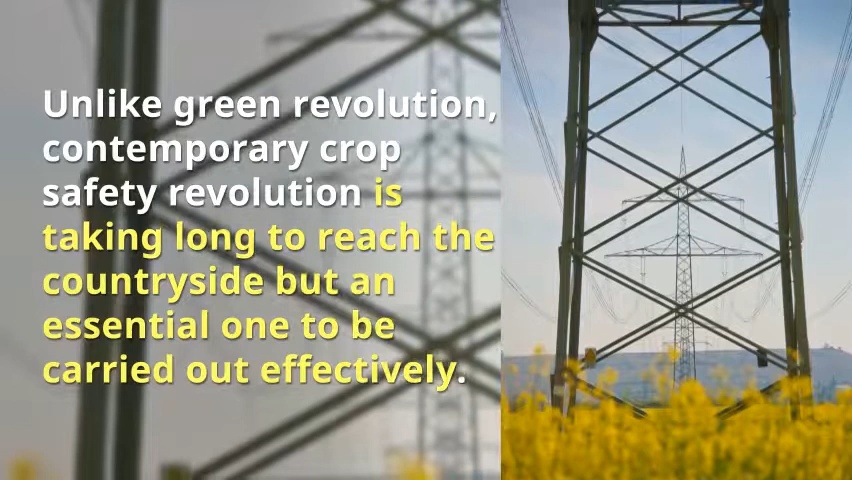 Unlike green revolution,
contemporary crop
safety revolution is
taking long to reach the
countryside but an
essential one to be
carried out effectively.